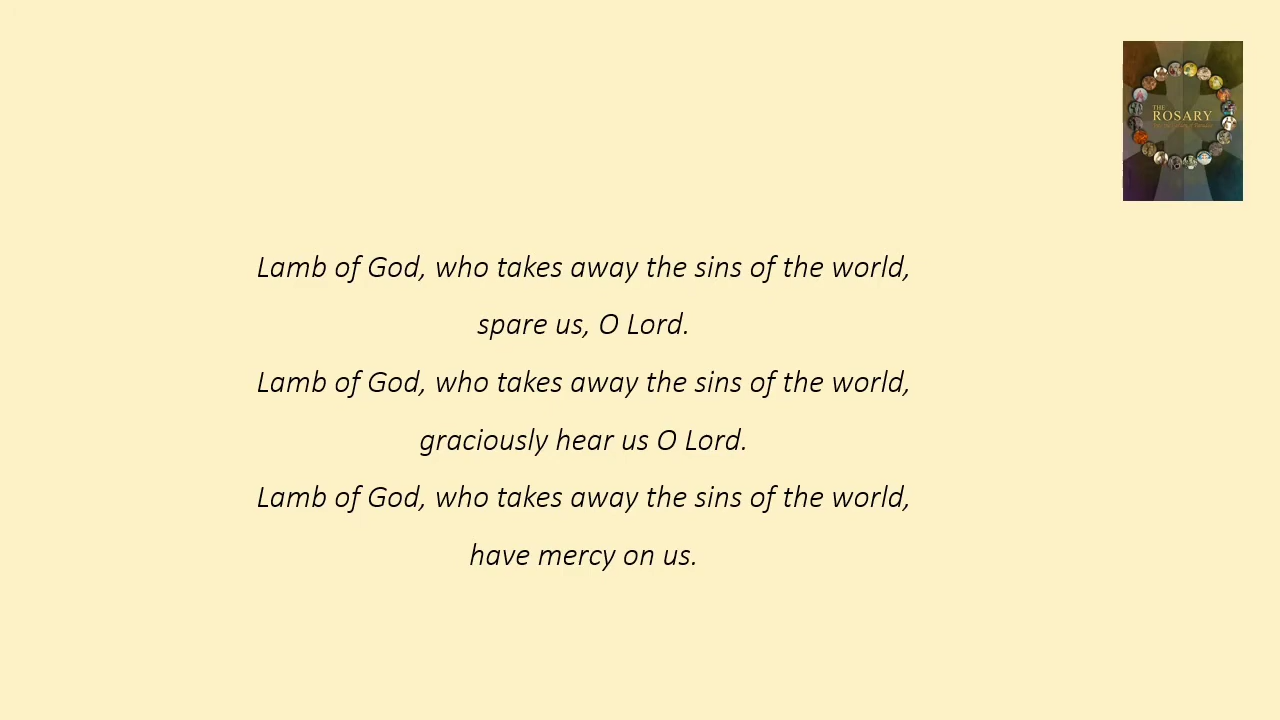 THE
ROSARY
Lamb of God, who takes away the sins of the world,
spare us, O Lord.
Lamb of God, who takes away the sins of the world,
graciously hear us O Lord.
Lamb of God, who takes away the sins of the world,
have mercy on us.